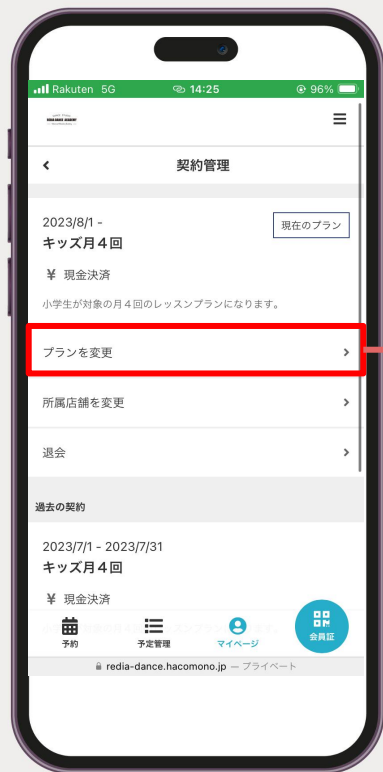 Rakuten 5G 14:25 96%
契約管理
2023/8/1 -
現在のプラン
キッズ月４回
¥ 現金決済
小学生が対象の月４回のレッスンプランになります。
プランを変更
所属店舗を変更
退会
過去の契約
2023/7/1 - 2023/7/31
キッズ月４回
¥ 現金決済
予約
予定管理
マイページ
会員証
redia-dance.hacomono.jp — プライベート